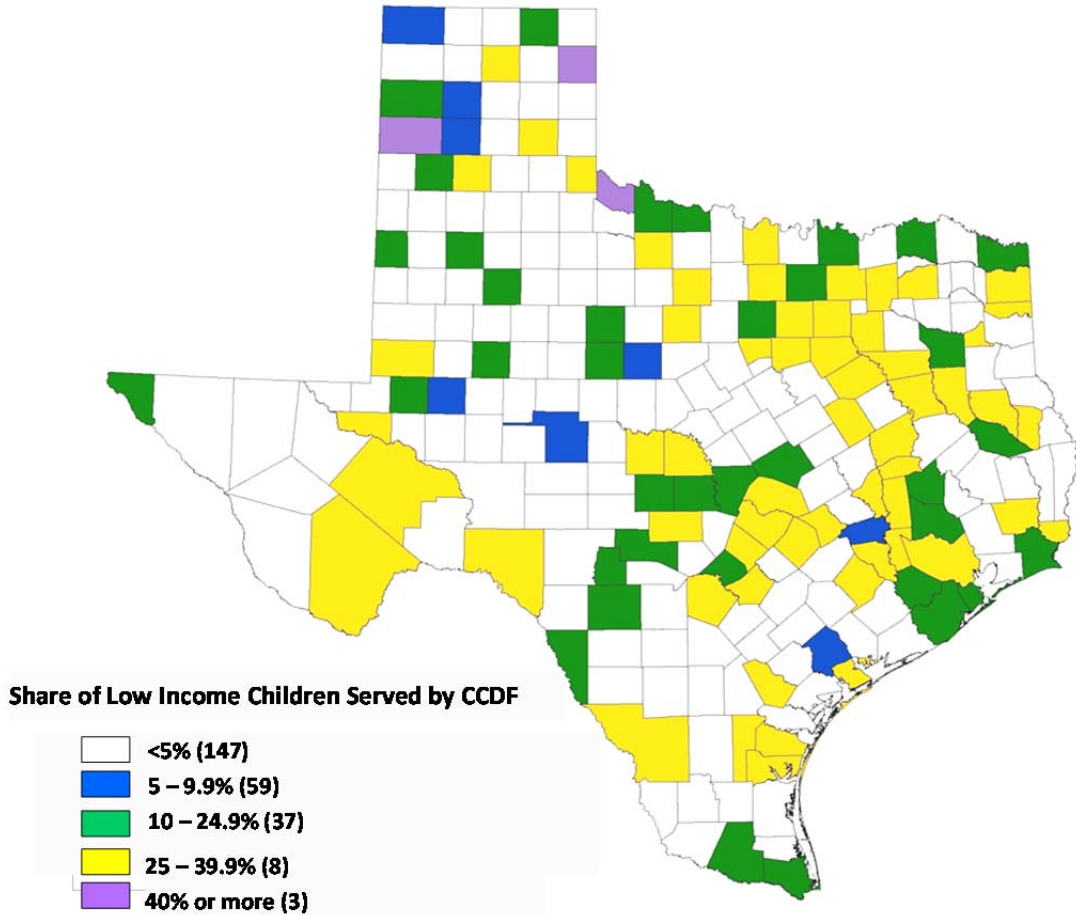 Share of Low Income Children Served by CCDF
<5% (147)
5 – 9.9% (59)
10 – 24.9% (37)
25 – 39.9% (8)
40% or more (3)